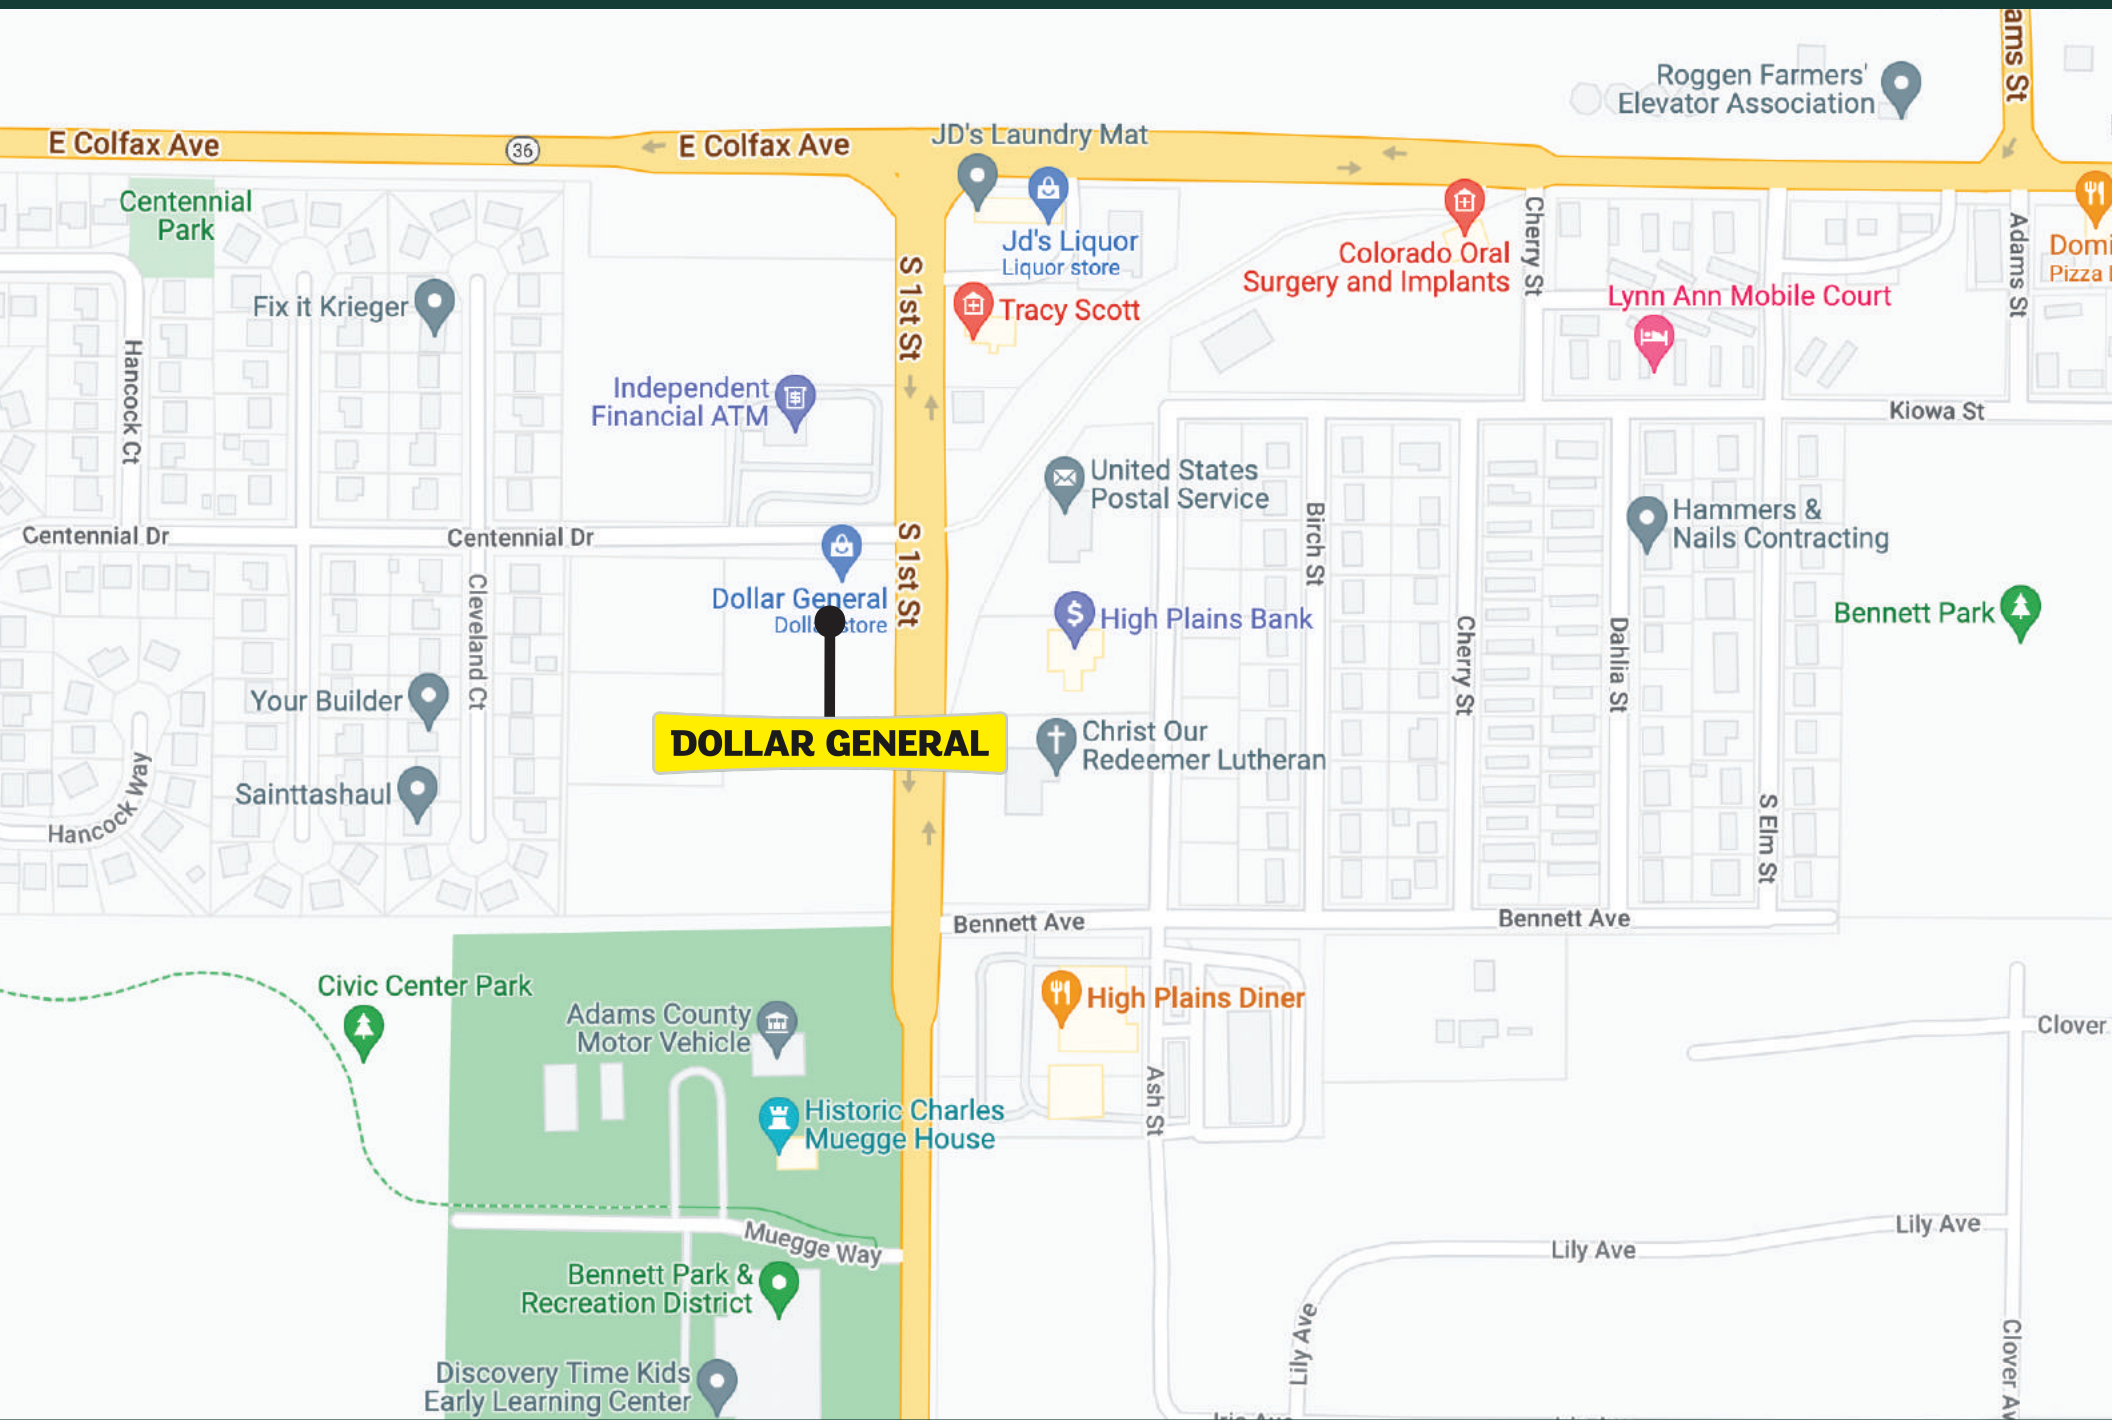 ams St
Roggen Farmers'
Elevator Association
E Colfax Ave
36
E Colfax Ave
JD's Laundry Mat
Centennial
Park
Jd's Liquor
Liquor store
Cherry St
Colorado Oral
Surgery and Implants
Adams St
Domi
Pizza
S 1st St
Fix it Krieger
Tracy Scott
Lynn Ann Mobile Court
Hancock Ct
Independent
Financial ATM
Kiowa St
United States
Postal Service
Hammers &
Nails Contracting
Centennial Dr
Centennial Dr
S 1st St
Birch St
Dollar General
Doll store
High Plains Bank
Bennett Park
Cleveland Ct
Cherry St
Dahlia St
Your Builder
DOLLAR GENERAL
Christ Our
Redeemer Lutheran
Sainttashaul
Hancock Way
S Elm St
Bennett Ave
Bennett Ave
Civic Center Park
High Plains Diner
Adams County
Motor Vehicle
Clover
Ash St
Historic Charles
Muegge House
Muegge Way
Lily Ave
Lily Ave
Bennett Park &
Recreation District
Lily Ave
Clover Av
Discovery Time Kids
Early Learning Center